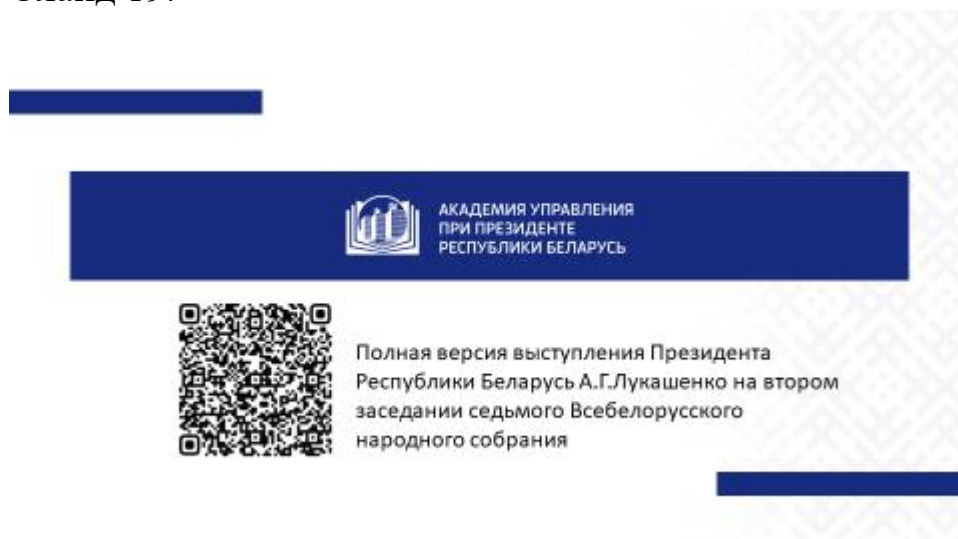 АКАДЕМИЯ УПРАВЛЕНИЯ
ПРИ ПРЕЗИДЕНТЕ
РЕСПУБЛИКИ БЕЛАРУСЬ
Полная версия выступления Президента
Республики Беларусь А.Г.Лукашенко на втором
заседании седьмого Всебелорусского
народного собрания